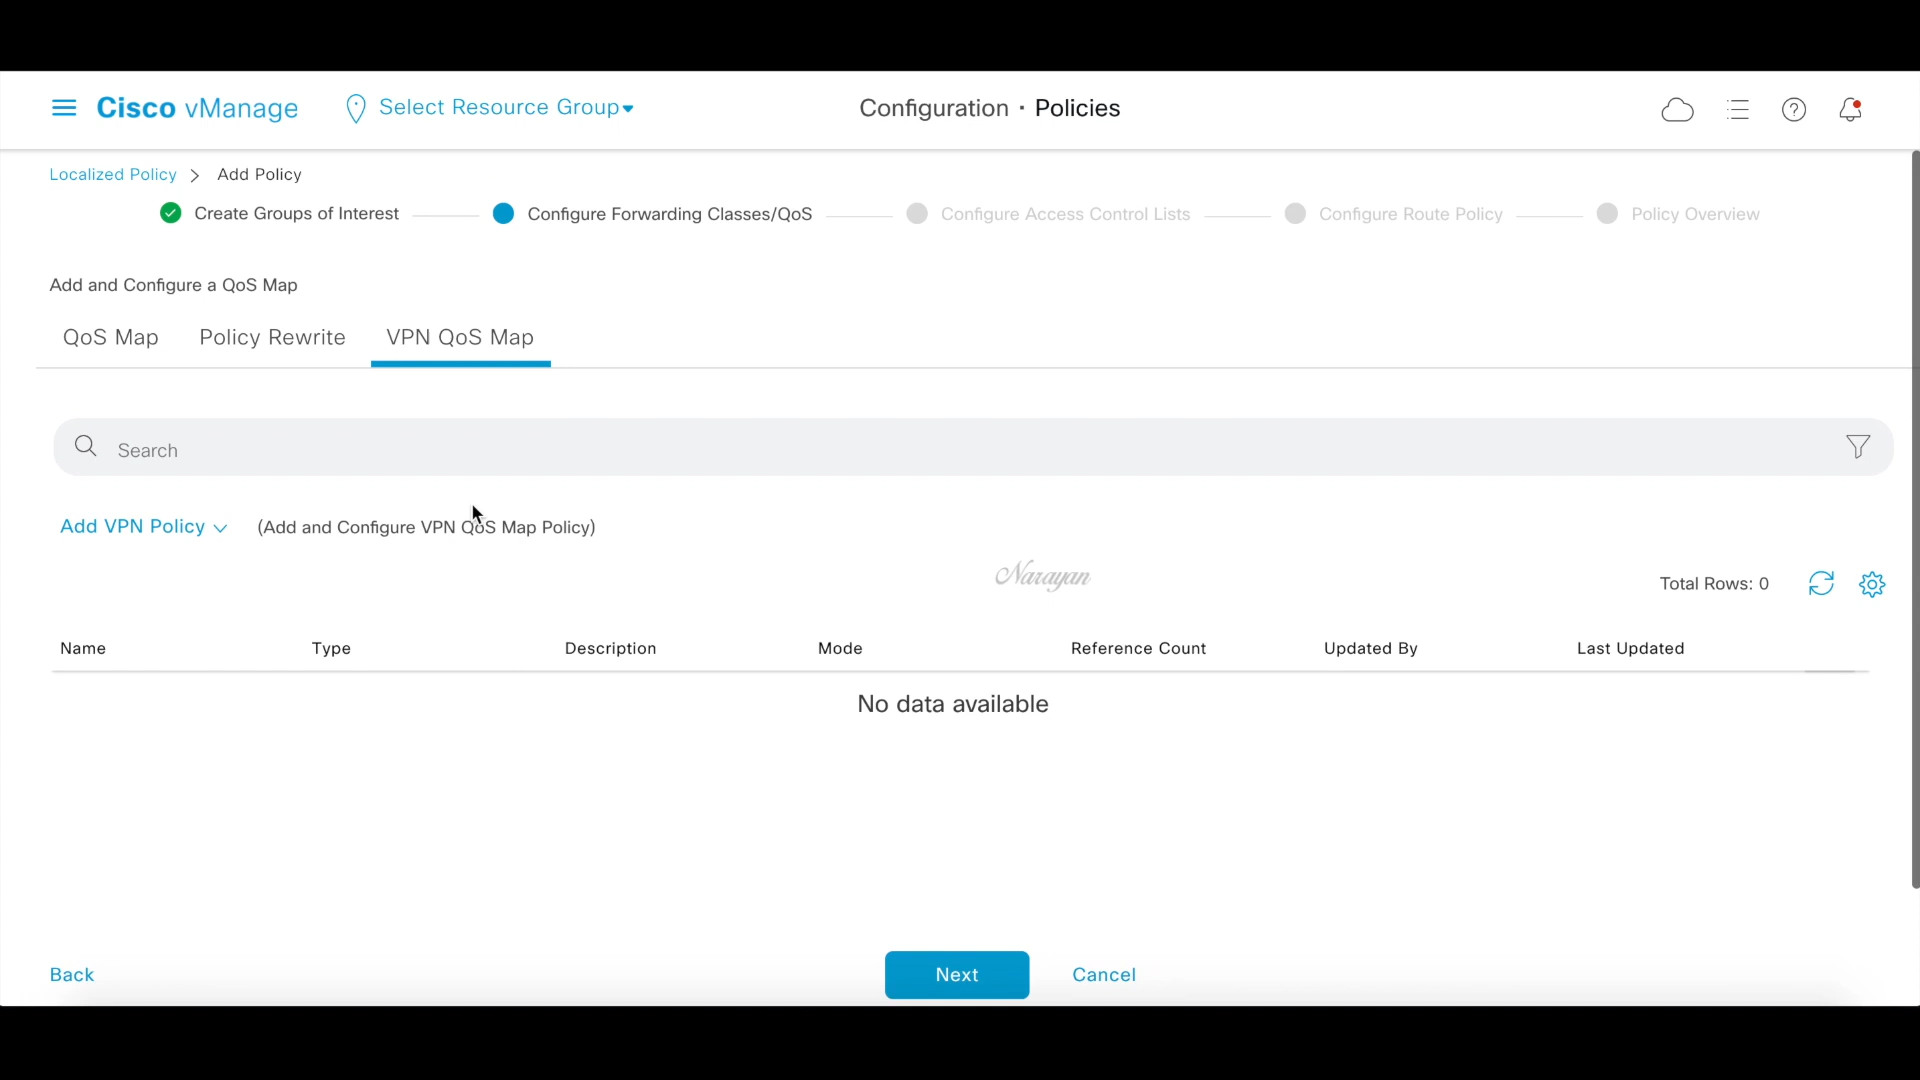 Cisco vManage
Select Resource Group
Configuration · Policies
Localized Policy > Add Policy
Create Groups of Interest
Configure Forwarding Classes/QoS
Configure Access Control Lists
Configure Route Policy
Policy Overview
Add and Configure a QoS Map
QoS Map
Policy Rewrite
VPN QoS Map
Search
Add VPN Policy
(Add and Configure VPN QoS Map Policy)
Narayan
Total Rows: 0
Name
Type
Description
Mode
Reference Count
Updated By
Last Updated
No data available
Back
Next
Cancel